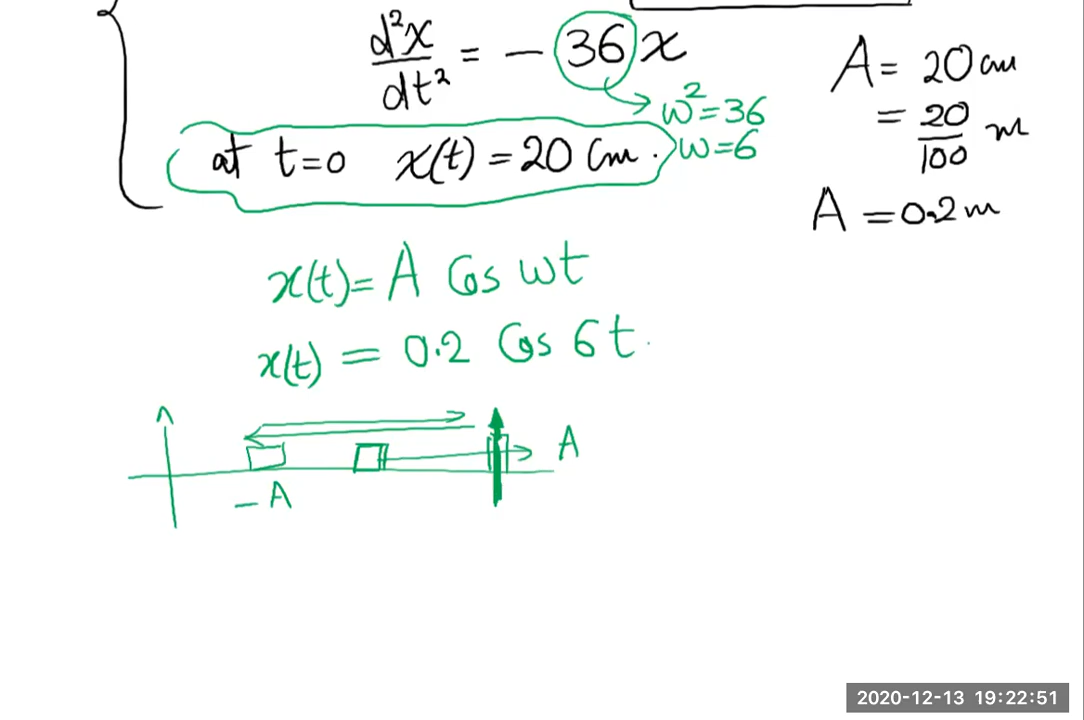 d²x/dt² = − 36 x
ω² = 36
ω = 6
at t=0 x(t) = 20 Cm.
A = 20 cm
= 20/100 m
A = 0.2 m
x(t) = A Cos ωt
x(t) = 0.2 Cos 6t.
A
− A
2020-12-13 19:22:51